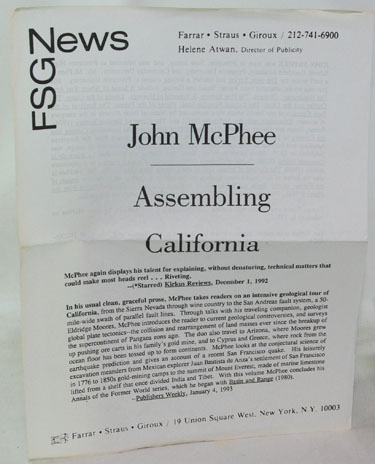 FSG News
Farrar • Straus • Giroux / 212-741-6900
Helene Atwan, Director of Publicity
John McPhee
Assembling
California
McPhee again displays his talent for explaining, without denaturing, technical matters that
could make most heads reel . . . Riveting.
--(*Starred) Kirkus Reviews, December 1, 1992
In his usual clean, graceful prose, McPhee takes readers on an intensive geological tour of
California, from the Sierra Nevada through wine country to the San Andreas fault system, a 50-
mile-wide swath of parallel fault lines. Through talks with his traveling companion, geologist
Eldridge Moores, McPhee introduces the reader to current geological controversies, and surveys
global plate tectonics--the collision and rearrangement of land masses ever since the breakup of
the supercontinent of Pangaea eons ago. The duo also travel to Arizona, where Moores grew
up pushing ore carts in his family's gold mine, and to Cyprus and Greece, where rock from the
ocean floor has been tossed up to form continents. McPhee looks at the conjectural science of
earthquake prediction and gives an account of a recent San Francisco quake. His leisurely
excursion meanders from Mexican explorer Juan Bautista de Anza's settlement of San Francisco
in 1776 to 1850s gold-mining camps to the summit of Mount Everest, made of marine limestone
lifted from a shelf that once divided India and Tibet. With this volume McPhee concludes his
Annals of the Former World series, which he began with Basin and Range (1980).
--Publishers Weekly, January 4, 1993
Farrar • Straus • Giroux / 19 Union Square West, New York, N.Y. 10003